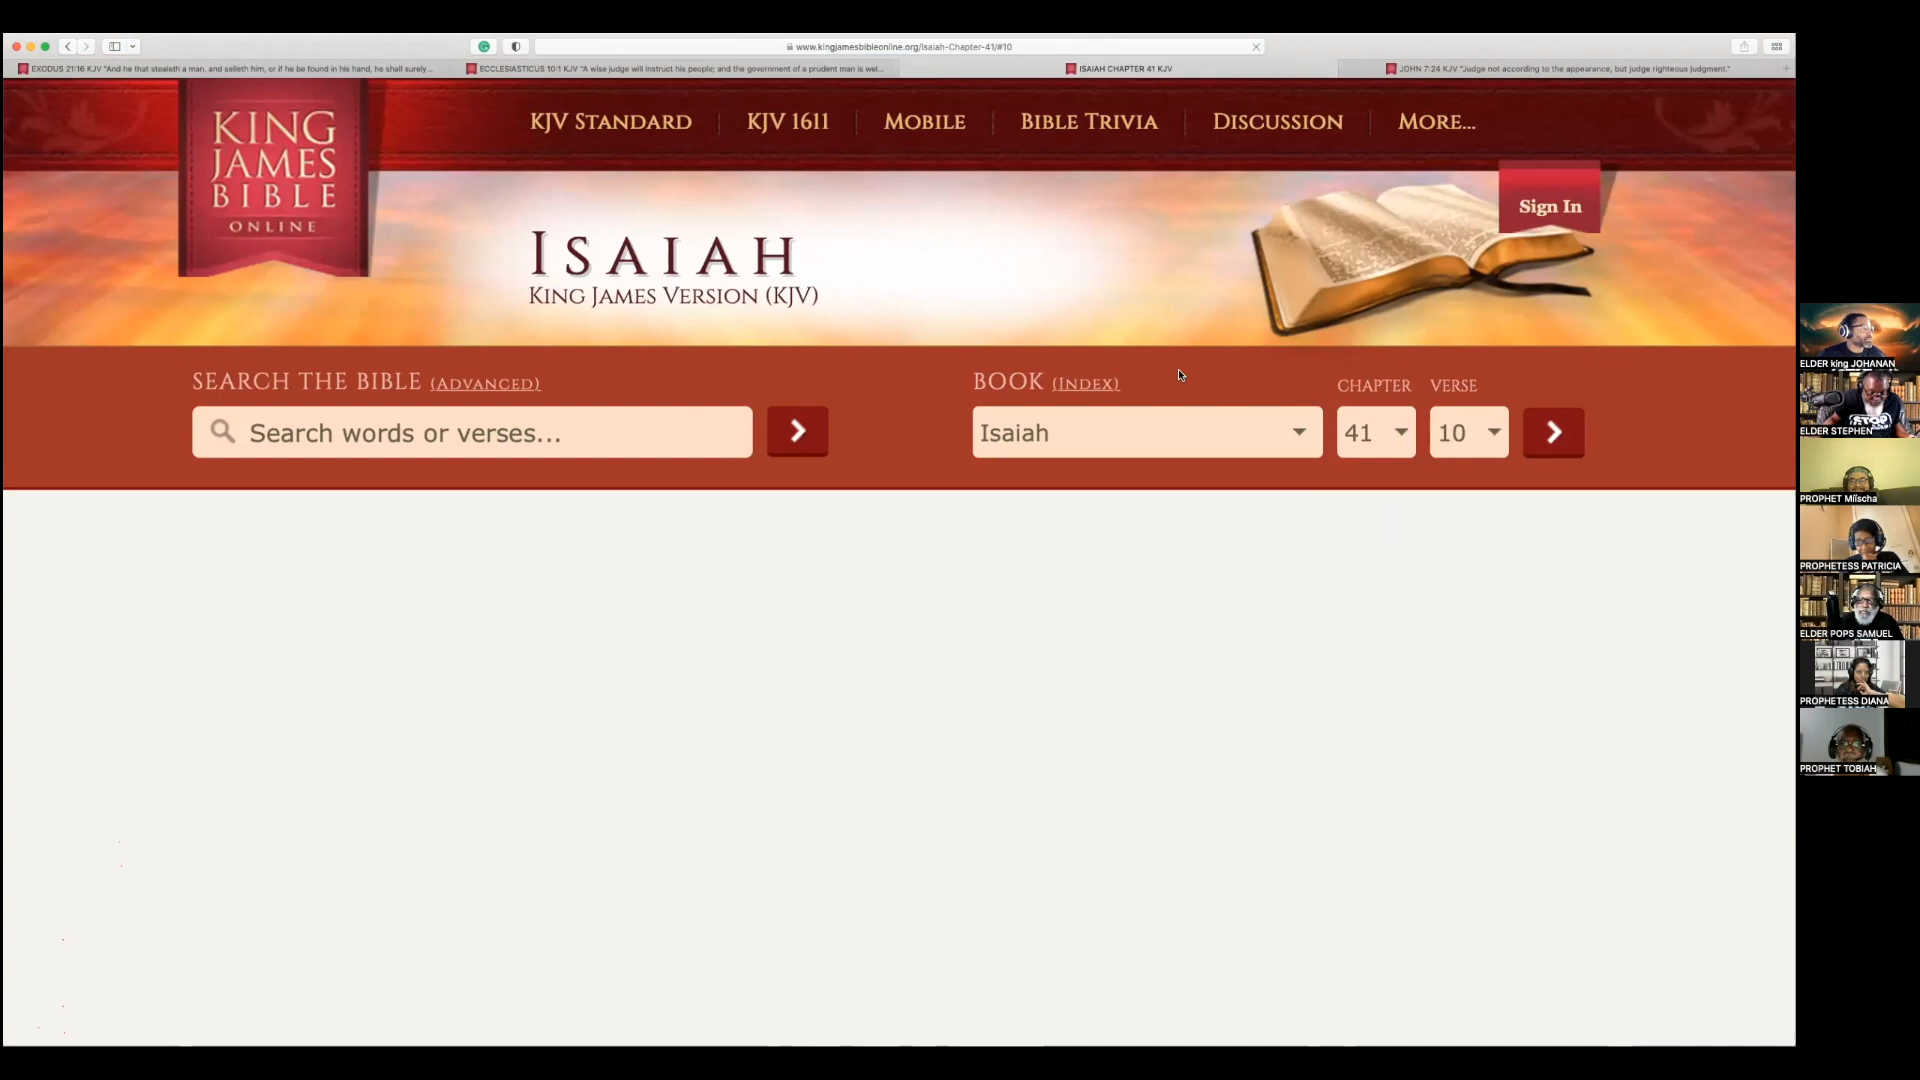 www.kingjamesbibleonline.org/Isaiah-Chapter-41/#10
EXODUS 21:16 KJV "And he that stealeth a man, and selleth him, or if he be found in his hand, he shall surely...
ECCLESIASTICUS 10:1 KJV "A wise judge will instruct his people; and the government of a prudent man is wel...
ISAIAH CHAPTER 41 KJV
JOHN 7:24 KJV "Judge not according to the appearance, but judge righteous judgment."
KING
JAMES
BIBLE
ONLINE
KJV STANDARD
KJV 1611
MOBILE
BIBLE TRIVIA
DISCUSSION
MORE...
Sign In
ISAIAH
KING JAMES VERSION (KJV)
SEARCH THE BIBLE (ADVANCED)
Search words or verses...
BOOK (INDEX)
CHAPTER
VERSE
Isaiah
41
10
ELDER king JOHANAN
STOP
ELDER STEPHEN
PROPHET Miischa
PROPHETESS PATRICIA
ELDER POPS SAMUEL
PROPHETESS DIANA
PROPHET TOBIAH